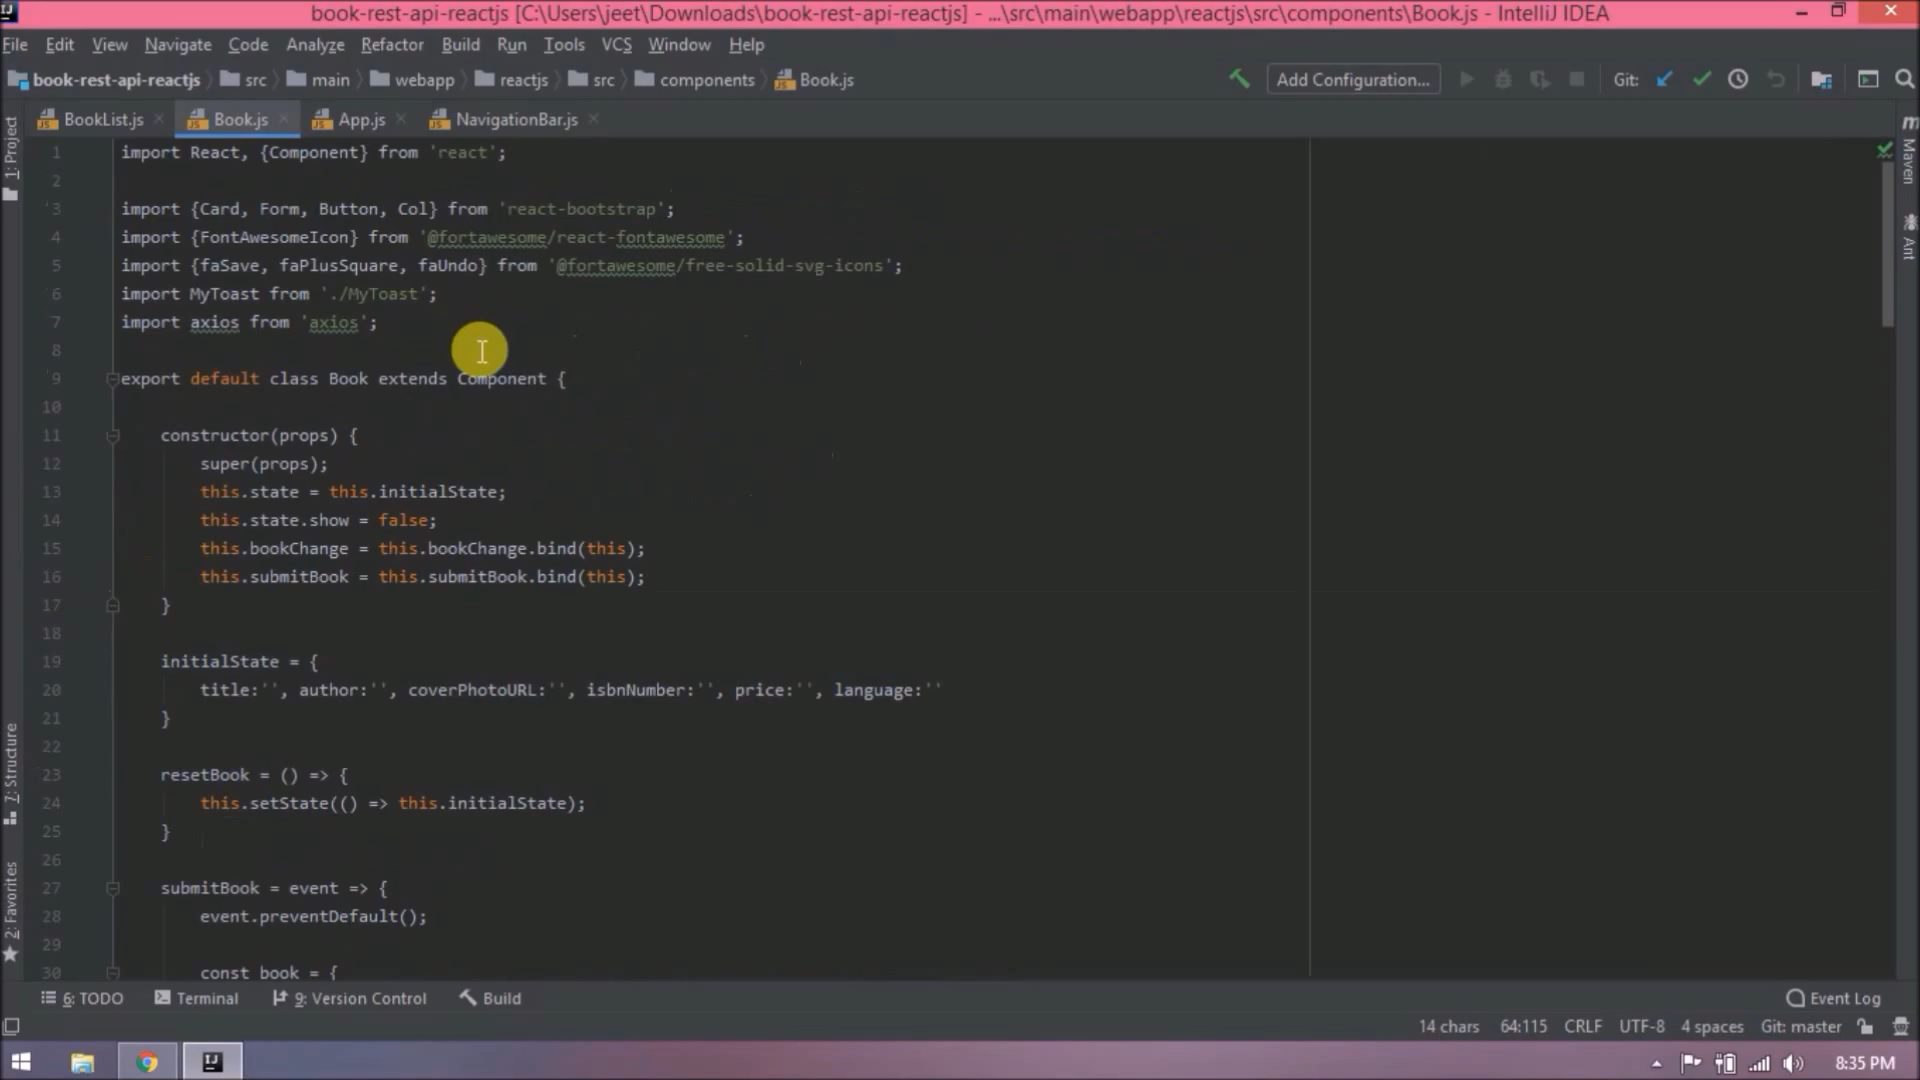 book-rest-api-reactjs [C:\Users\jeet\Downloads\book-rest-api-reactjs] - ...\src\main\webapp\reactjs\src\components\Book.js - IntelliJ IDEA
File Edit View Navigate Code Analyze Refactor Build Run Tools VCS Window Help
book-rest-api-reactjs src main webapp reactjs src components Book.js Add Configuration... Git:
BookList.js Book.js App.js NavigationBar.js
1: Project
Maven
Ant
7: Structure
2: Favorites
1 import React, {Component} from 'react';
2
3 import {Card, Form, Button, Col} from 'react-bootstrap';
4 import {FontAwesomeIcon} from '@fortawesome/react-fontawesome';
5 import {faSave, faPlusSquare, faUndo} from '@fortawesome/free-solid-svg-icons';
6 import MyToast from './MyToast';
7 import axios from 'axios';
8
9 export default class Book extends Component {
10
11 constructor(props) {
12 super(props);
13 this.state = this.initialState;
14 this.state.show = false;
15 this.bookChange = this.bookChange.bind(this);
16 this.submitBook = this.submitBook.bind(this);
17 }
18
19 initialState = {
20 title:'', author:'', coverPhotoURL:'', isbnNumber:'', price:'', language:''
21 }
22
23 resetBook = () => {
24 this.setState(() => this.initialState);
25 }
26
27 submitBook = event => {
28 event.preventDefault();
29
30 const book = {
6: TODO Terminal 9: Version Control Build Event Log
14 chars 64:115 CRLF UTF-8 4 spaces Git: master
8:35 PM